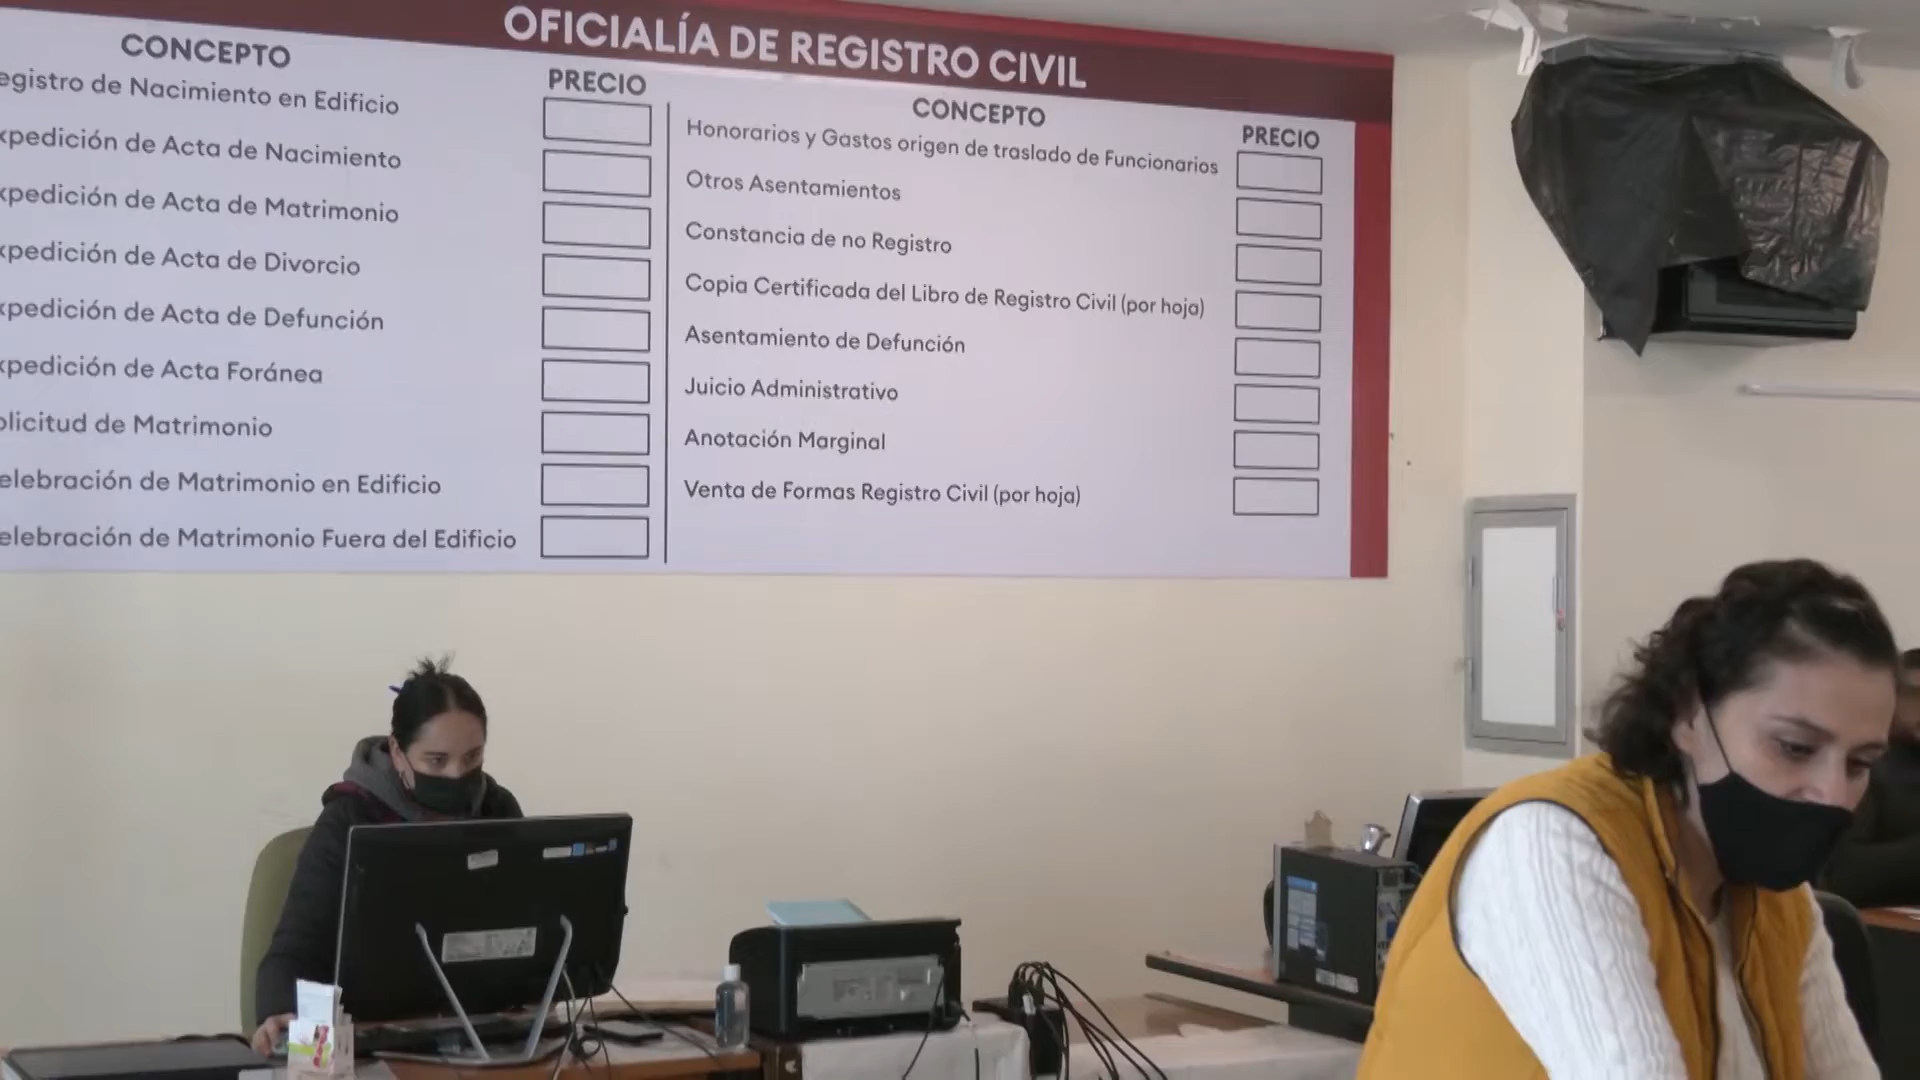 OFICIALÍA DE REGISTRO CIVIL
CONCEPTO
PRECIO
egistro de Nacimiento en Edificio
xpedición de Acta de Nacimiento
xpedición de Acta de Matrimonio
xpedición de Acta de Divorcio
xpedición de Acta de Defunción
xpedición de Acta Foránea
olicitud de Matrimonio
elebración de Matrimonio en Edificio
elebración de Matrimonio Fuera del Edificio
CONCEPTO
PRECIO
Honorarios y Gastos origen de traslado de Funcionarios
Otros Asentamientos
Constancia de no Registro
Copia Certificada del Libro de Registro Civil (por hoja)
Asentamiento de Defunción
Juicio Administrativo
Anotación Marginal
Venta de Formas Registro Civil (por hoja)